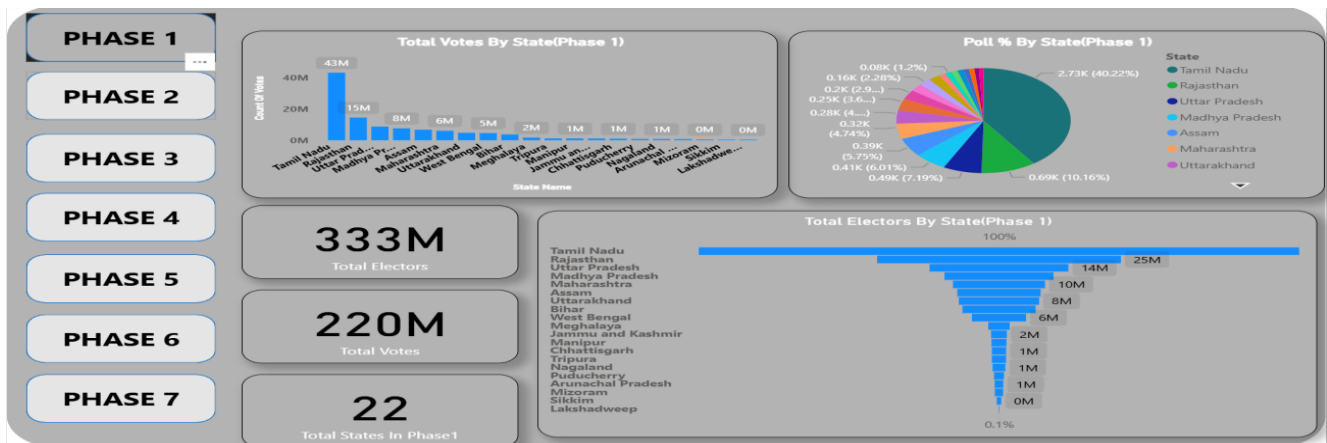 PHASE 1
...
PHASE 2
PHASE 3
PHASE 4
PHASE 5
PHASE 6
PHASE 7
Total Votes By State(Phase 1)
Count Of Votes
40M
20M
0M
43M
15M
8M
6M
5M
2M
1M
1M
1M
0M
0M
Tamil Nadu
Rajasthan
Uttar Prad...
Madhya Pr...
Assam
Maharashtra
Uttarakhand
West Bengal
Bihar
Meghalaya
Tripura
Manipur
Jammu an...
Chhattisgarh
Puducherry
Nagaland
Arunachal ...
Mizoram
Sikkim
Lakshadwe...
State Name
Poll % By State(Phase 1)
0.08K (1.2%)
0.16K (2.28%)
0.2K (2.9...)
0.25K (3.6...)
0.28K (4....)
0.32K
(4.74%)
0.39K
(5.75%)
0.41K (6.01%)
0.49K (7.19%)
0.69K (10.16%)
2.73K (40.22%)
State
Tamil Nadu
Rajasthan
Uttar Pradesh
Madhya Pradesh
Assam
Maharashtra
Uttarakhand
333M
Total Electors
220M
Total Votes
22
Total States In Phase1
Total Electors By State(Phase 1)
100%
Tamil Nadu
Rajasthan
25M
Uttar Pradesh
14M
Madhya Pradesh
Maharashtra
10M
Assam
Uttarakhand
8M
Bihar
West Bengal
6M
Meghalaya
Jammu and Kashmir
2M
Manipur
Chhattisgarh
1M
Tripura
Nagaland
1M
Puducherry
Arunachal Pradesh
1M
Mizoram
Sikkim
0M
Lakshadweep
0.1%